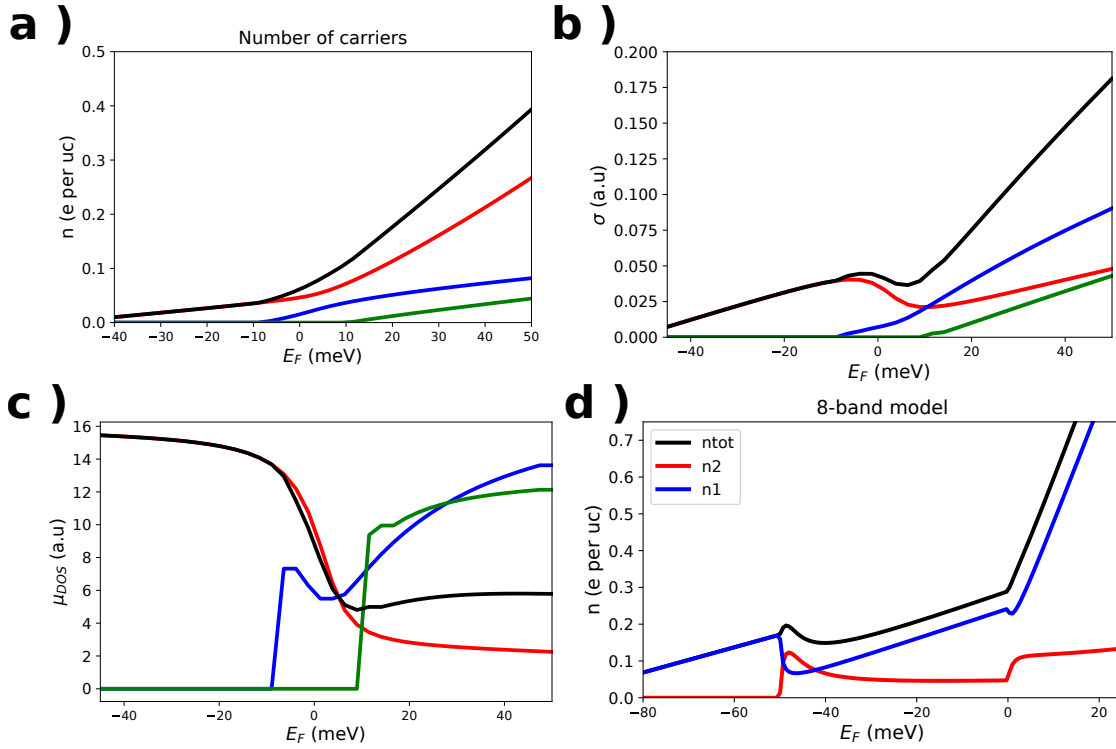 a )
Number of carriers
0.5
0.4
0.3
0.2
0.1
0.0
n (e per uc)
−40 −30 −20 −10 0 10 20 30 40 50
E_F (meV)
b )
0.200
0.175
0.150
0.125
0.100
0.075
0.050
0.025
0.000
σ (a.u)
−40 −20 0 20 40
E_F (meV)
c )
16
14
12
10
8
6
4
2
0
μ_DOS (a.u)
−40 −20 0 20 40
E_F (meV)
d )
8-band model
ntot
n2
n1
0.7
0.6
0.5
0.4
0.3
0.2
0.1
0.0
n (e per uc)
−80 −60 −40 −20 0 20
E_F (meV)